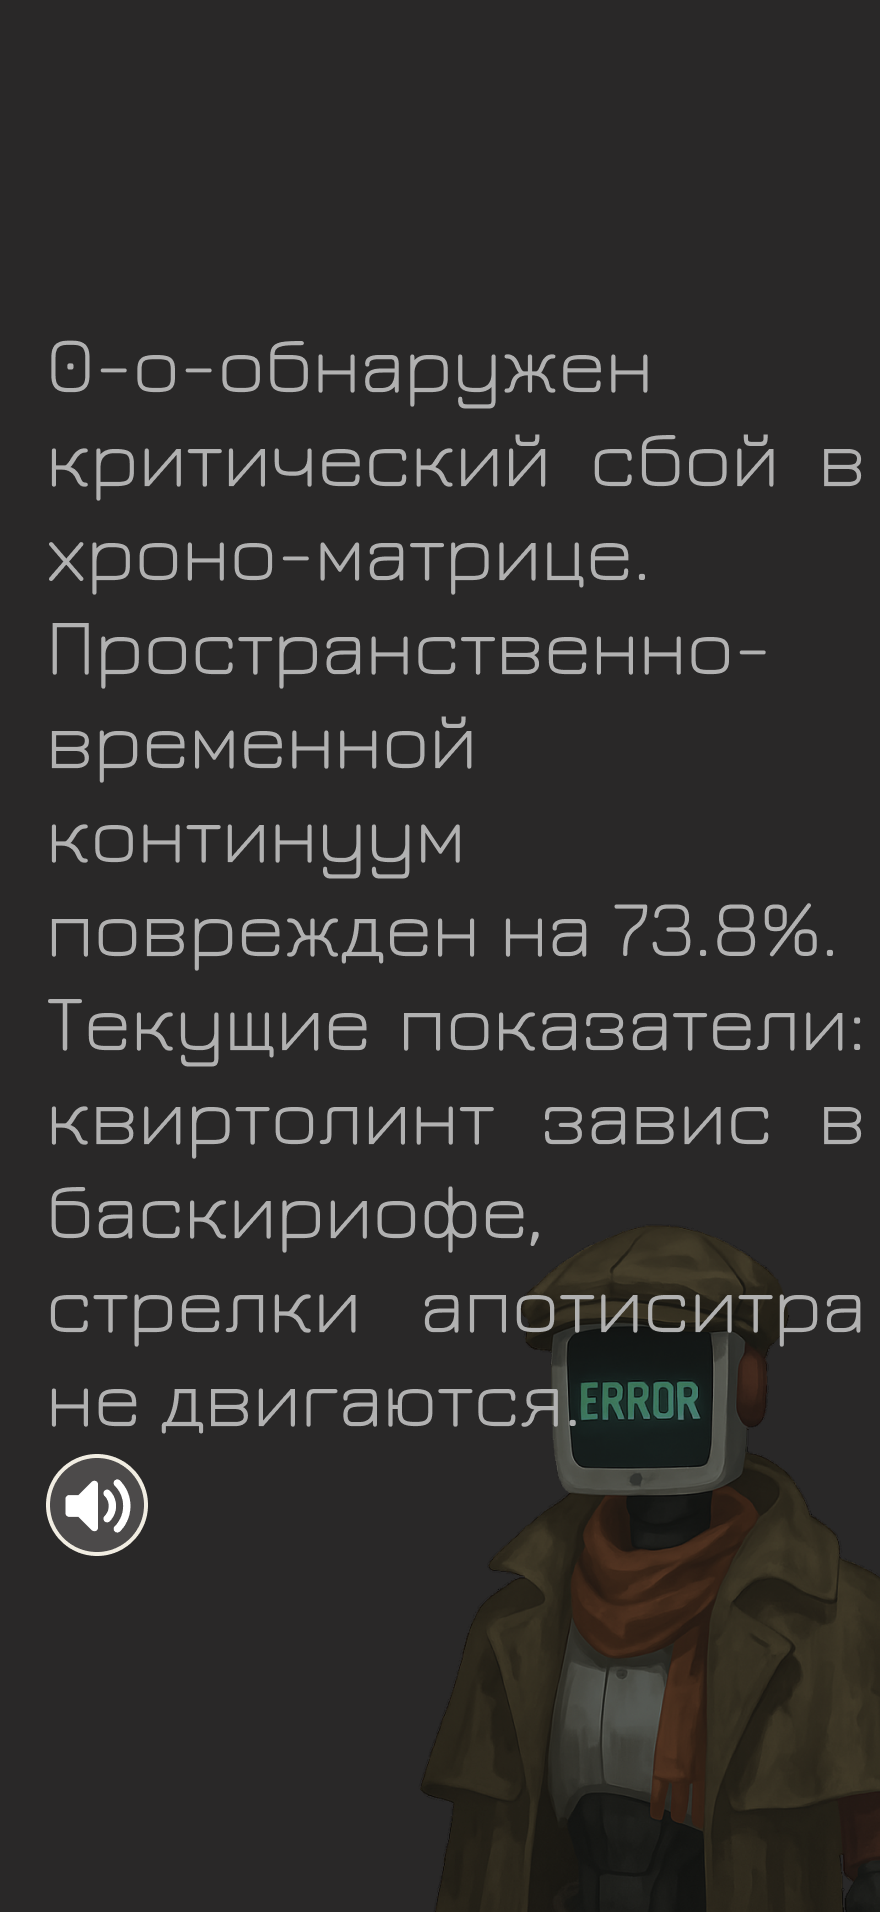 0-о-обнаружен
критический сбой в
хроно-матрице.
Пространственно-
временной
континуум
поврежден на 73.8%.
Текущие показатели:
квиртолинт завис в
баскириофе,
стрелки апотиситра
не двигаются.
ERROR